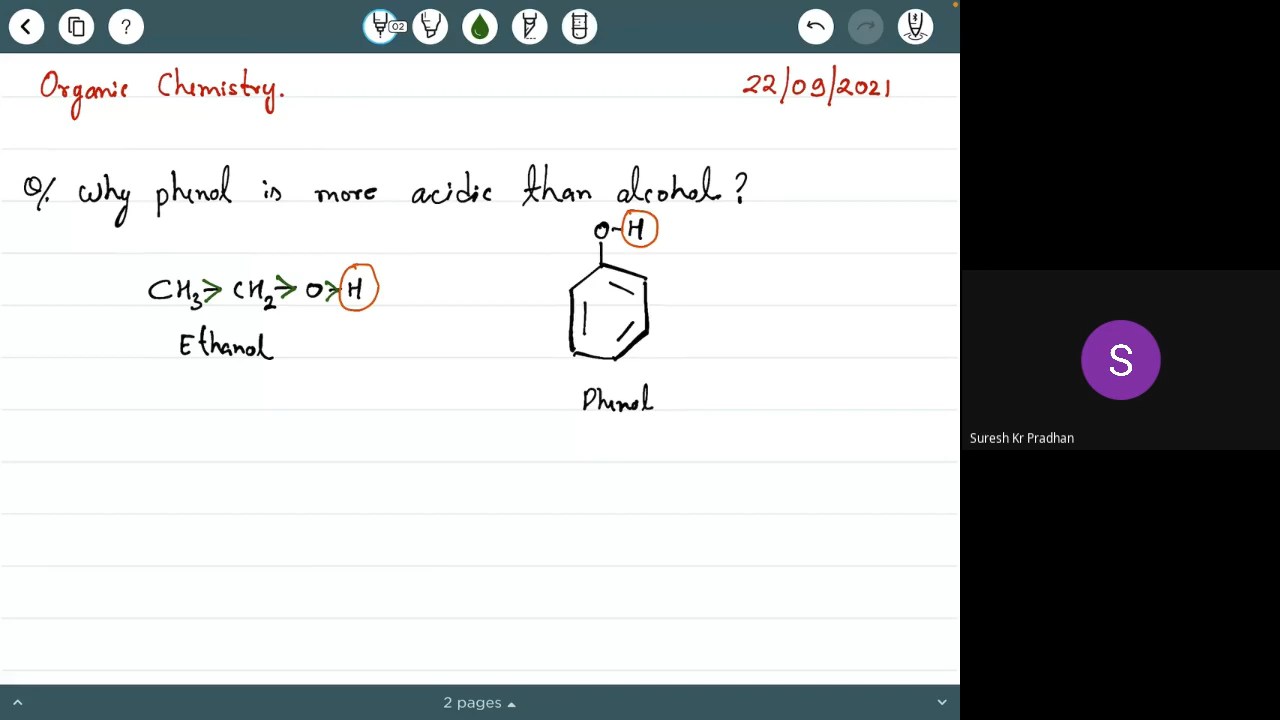 02
Organic Chemistry.
22/09/2021
Q/. Why phenol is more acidic than alcohol?
O-H
CH3 CH2 O H
Ethanol
Phenol
S
Suresh Kr Pradhan
2 pages